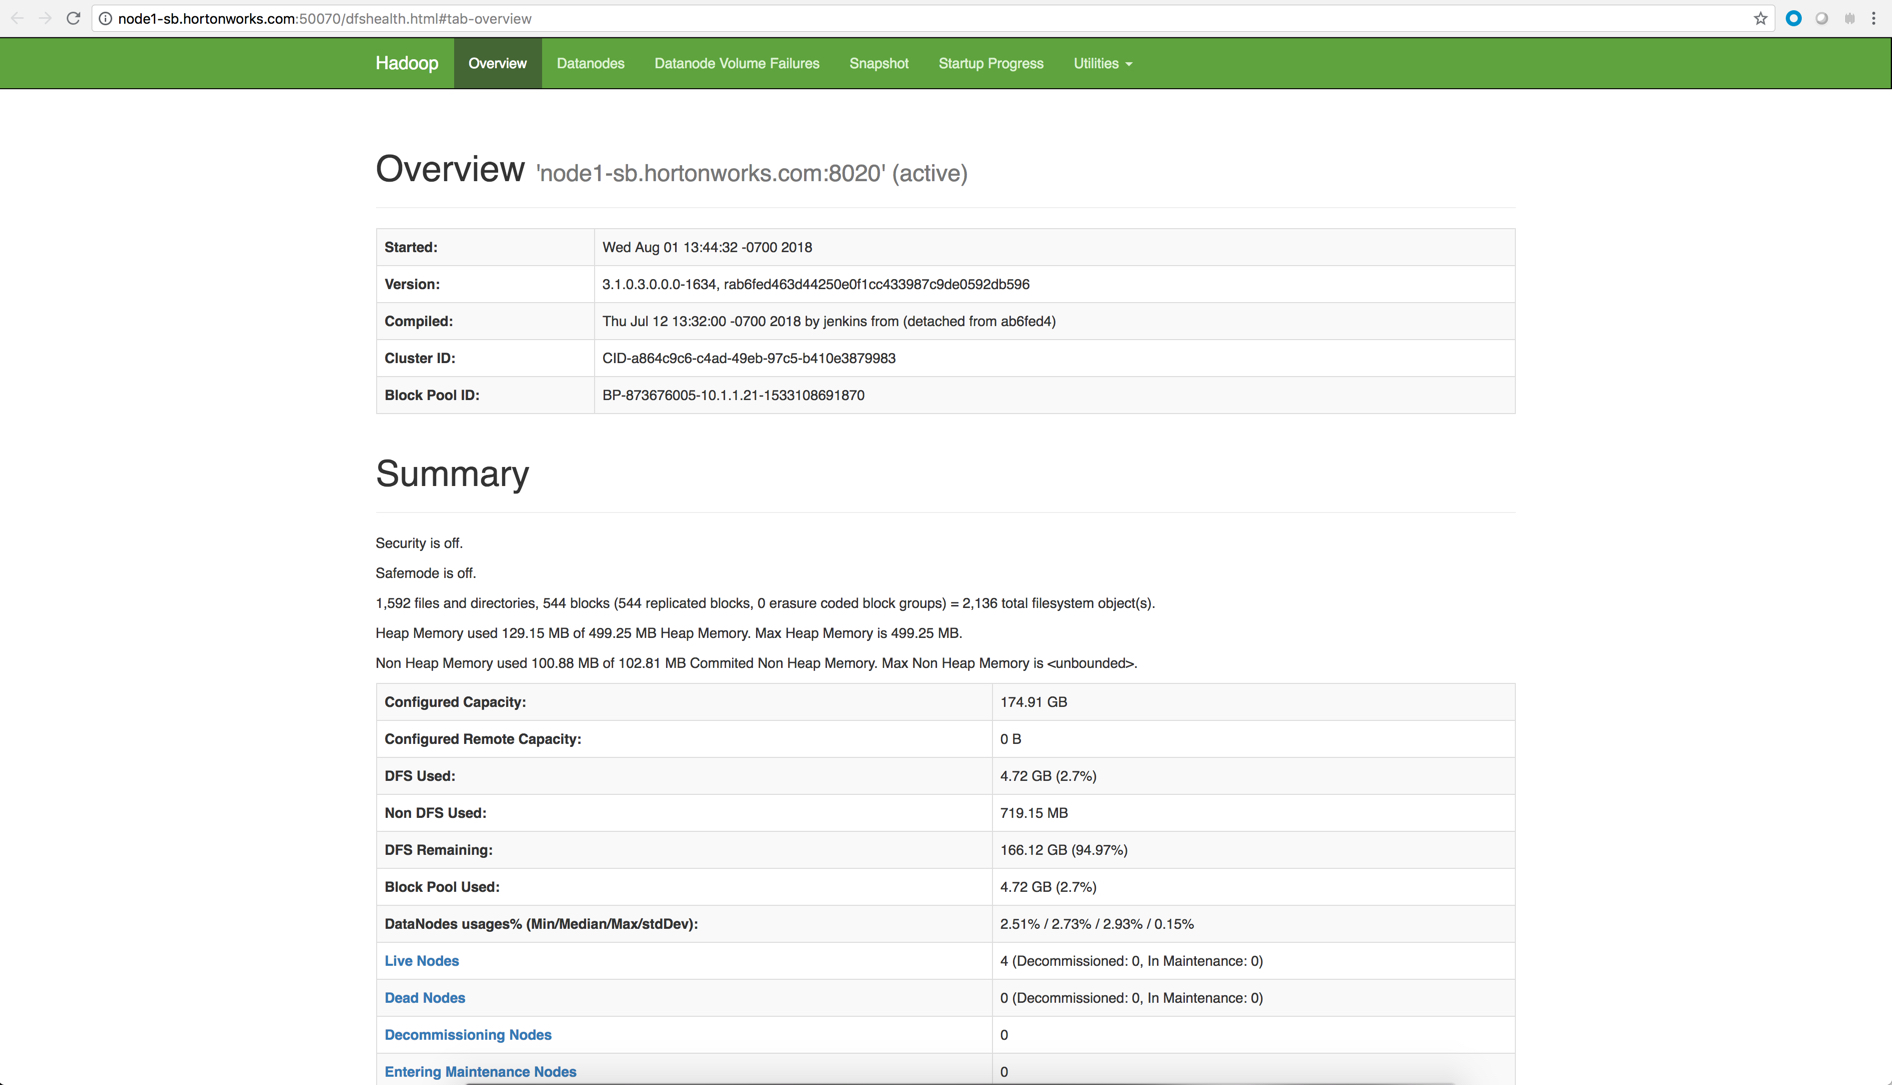 node1-sb.hortonworks.com:50070/dfshealth.html#tab-overview
Hadoop Overview Datanodes Datanode Volume Failures Snapshot Startup Progress Utilities
Overview 'node1-sb.hortonworks.com:8020' (active)
Started: Wed Aug 01 13:44:32 -0700 2018
Version: 3.1.0.3.0.0.0-1634, rab6fed463d44250e0f1cc433987c9de0592db596
Compiled: Thu Jul 12 13:32:00 -0700 2018 by jenkins from (detached from ab6fed4)
Cluster ID: CID-a864c9c6-c4ad-49eb-97c5-b410e3879983
Block Pool ID: BP-873676005-10.1.1.21-1533108691870
Summary
Security is off.
Safemode is off.
1,592 files and directories, 544 blocks (544 replicated blocks, 0 erasure coded block groups) = 2,136 total filesystem object(s).
Heap Memory used 129.15 MB of 499.25 MB Heap Memory. Max Heap Memory is 499.25 MB.
Non Heap Memory used 100.88 MB of 102.81 MB Commited Non Heap Memory. Max Non Heap Memory is <unbounded>.
Configured Capacity: 174.91 GB
Configured Remote Capacity: 0 B
DFS Used: 4.72 GB (2.7%)
Non DFS Used: 719.15 MB
DFS Remaining: 166.12 GB (94.97%)
Block Pool Used: 4.72 GB (2.7%)
DataNodes usages% (Min/Median/Max/stdDev): 2.51% / 2.73% / 2.93% / 0.15%
Live Nodes 4 (Decommissioned: 0, In Maintenance: 0)
Dead Nodes 0 (Decommissioned: 0, In Maintenance: 0)
Decommissioning Nodes 0
Entering Maintenance Nodes 0